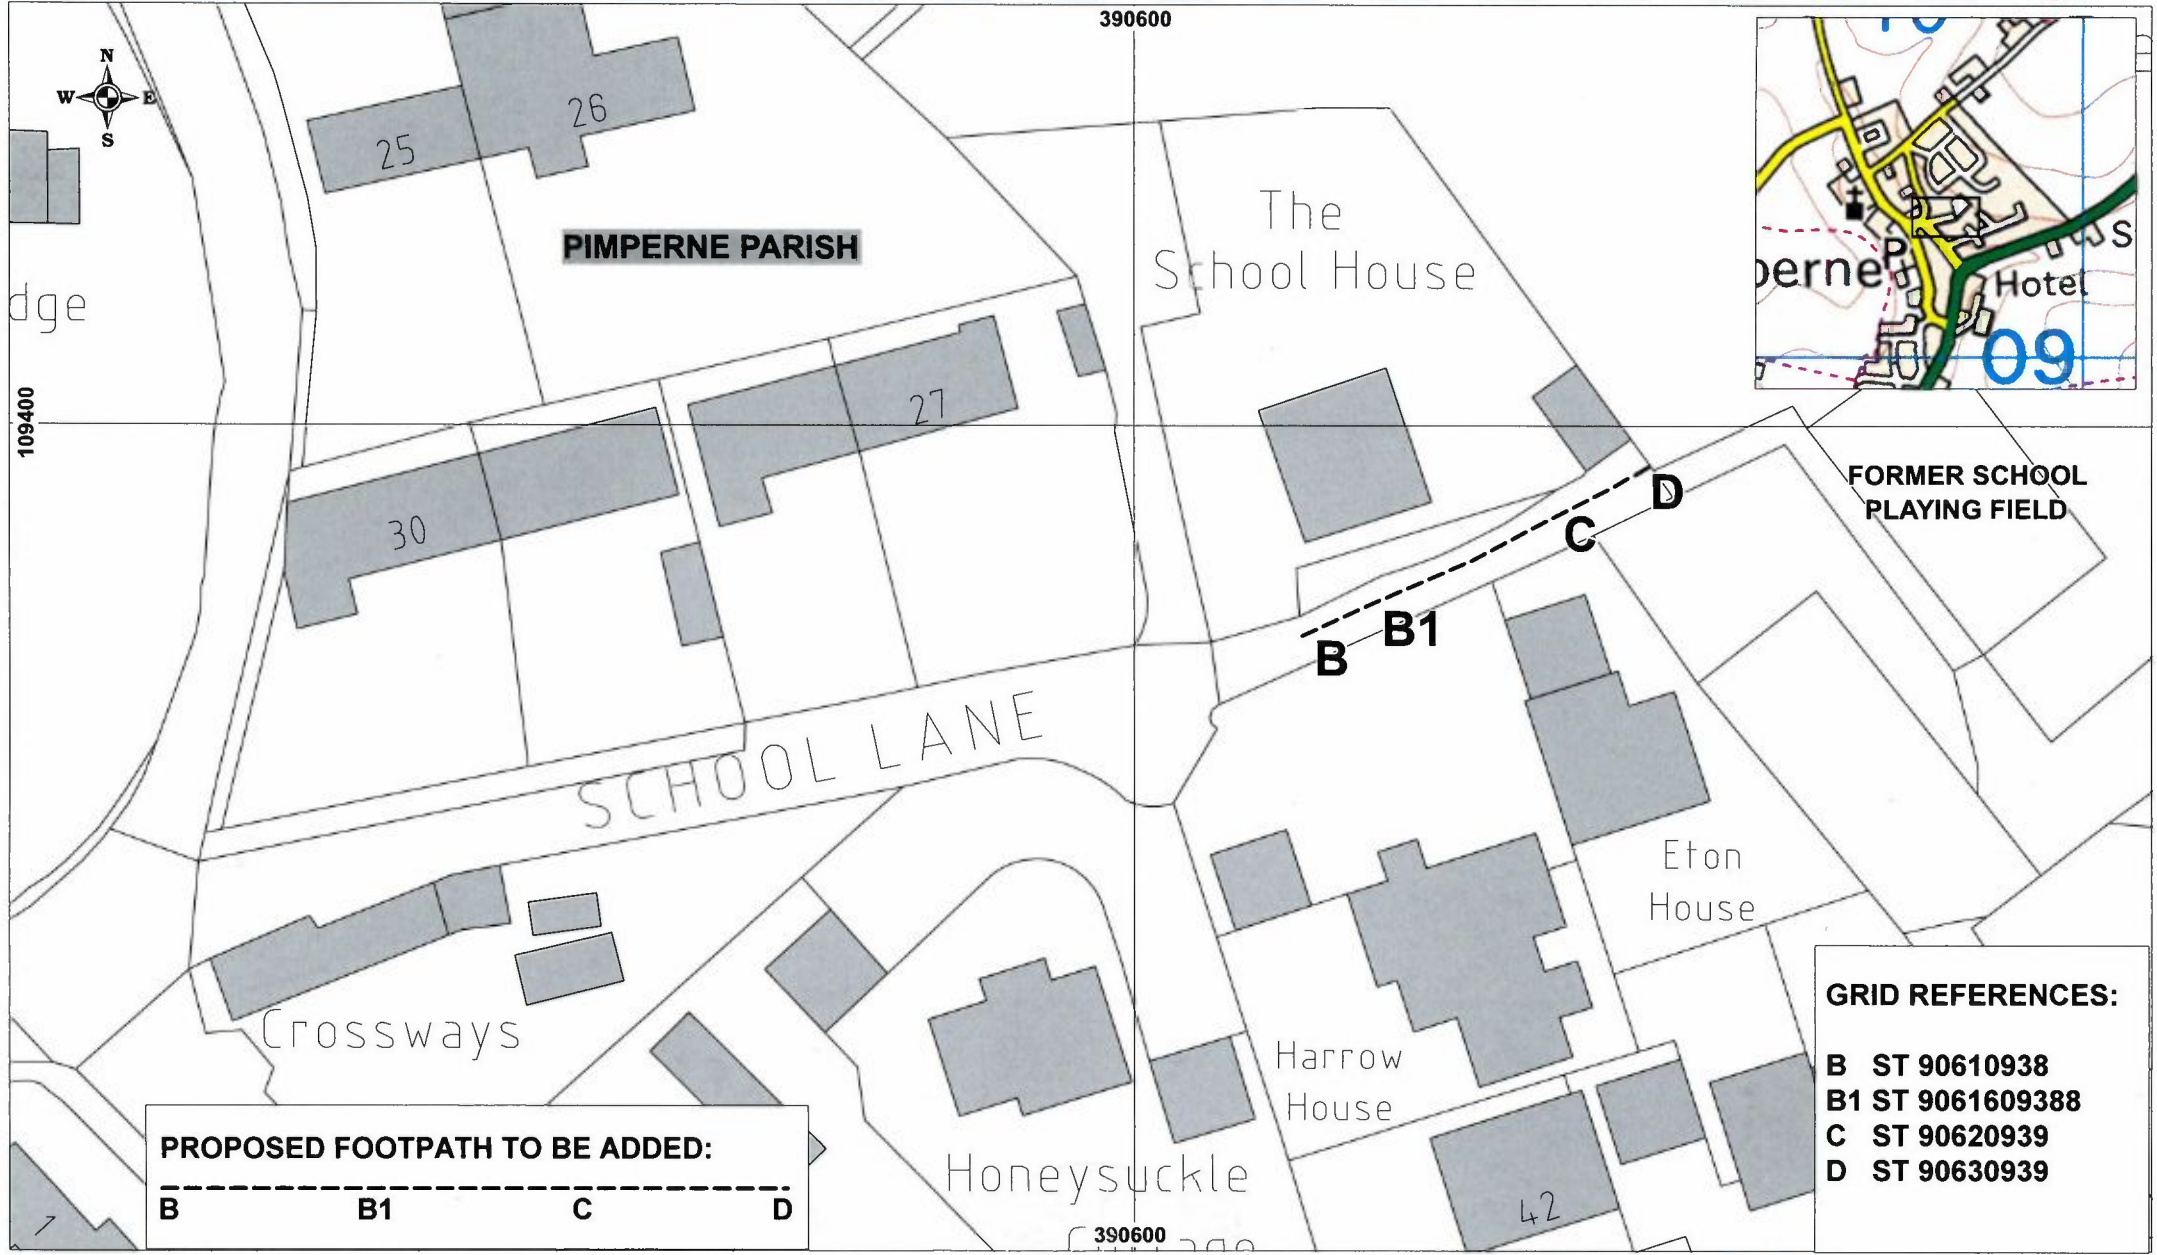 390600
N
W E
S
10
25
26
PIMPERNE PARISH
The
School House
dge
perne
P
Hotel
S
09
109400
27
30
FORMER SCHOOL
PLAYING FIELD
D
C
B1
B
SCHOOL LANE
Eton
House
Crossways
Harrow
House
Honeysuckle
42
390600
PROPOSED FOOTPATH TO BE ADDED:
B B1 C D
GRID REFERENCES:
B ST 90610938
B1 ST 9061609388
C ST 90620939
D ST 90630939